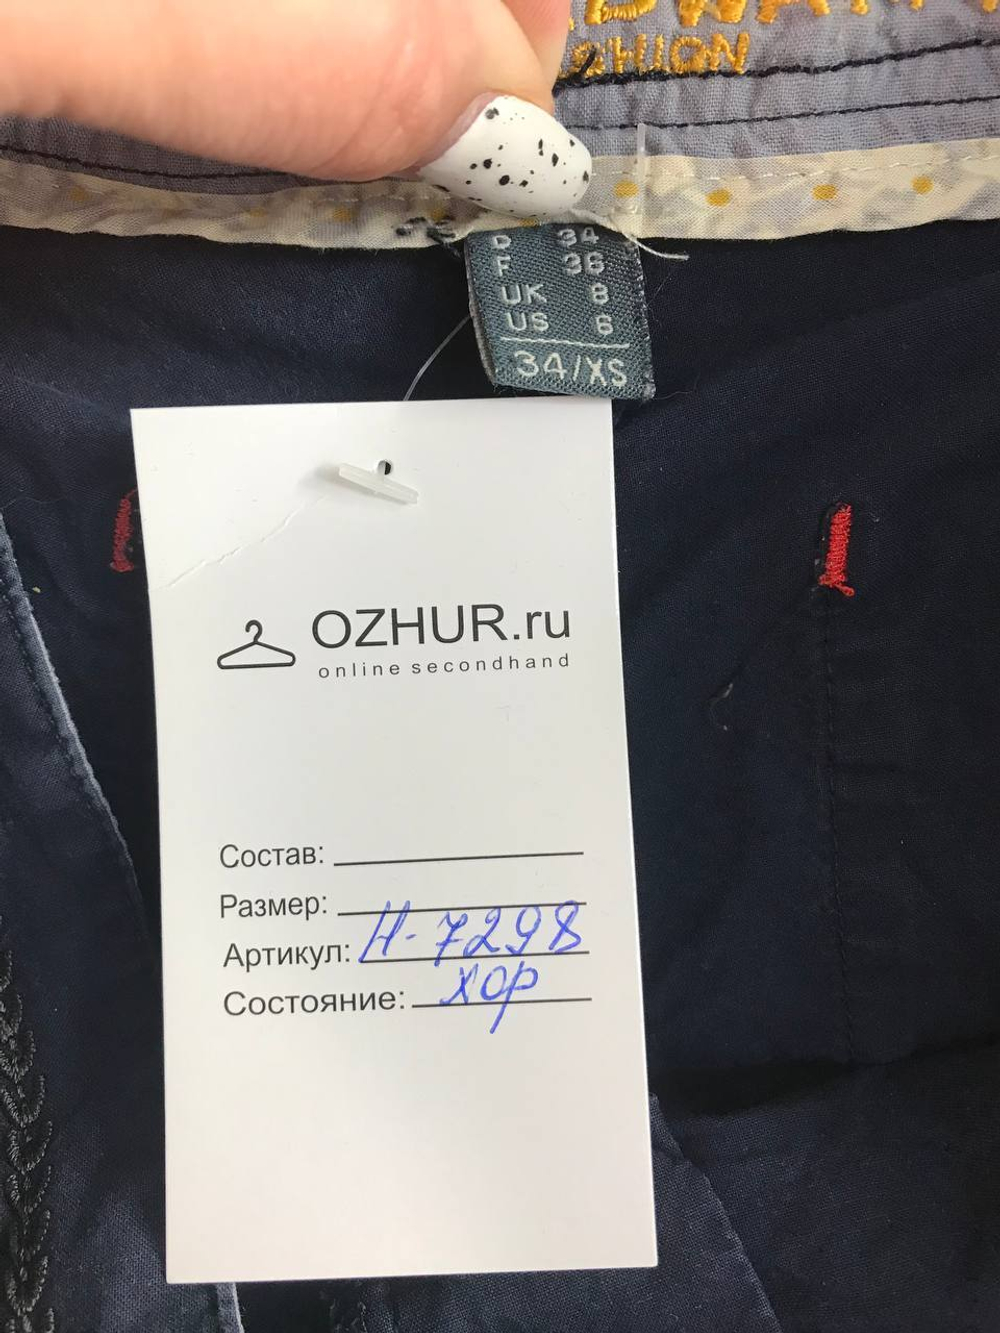 D 34
F 36
UK 8
US 6
34/XS
OZHUR.ru
online secondhand
Состав:
Размер:
Артикул: Н-7298
Состояние: хор